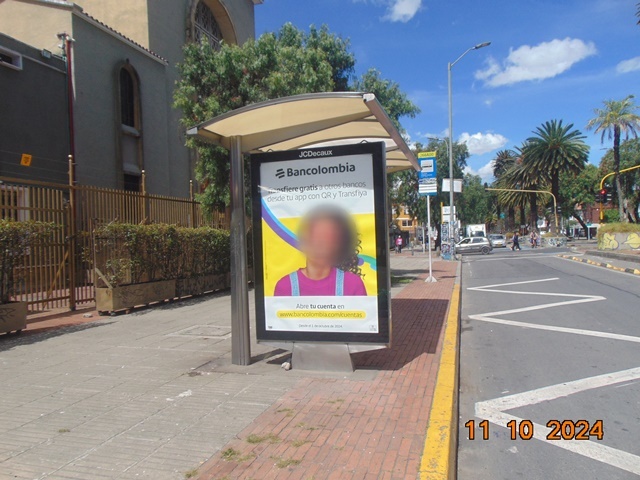 JCDecaux
Bancolombia
Transfiere gratis a otros bancos
desde tu app con QR y Transfiya
Abre tu cuenta en
www.bancolombia.com/cuentas
11 10 2024